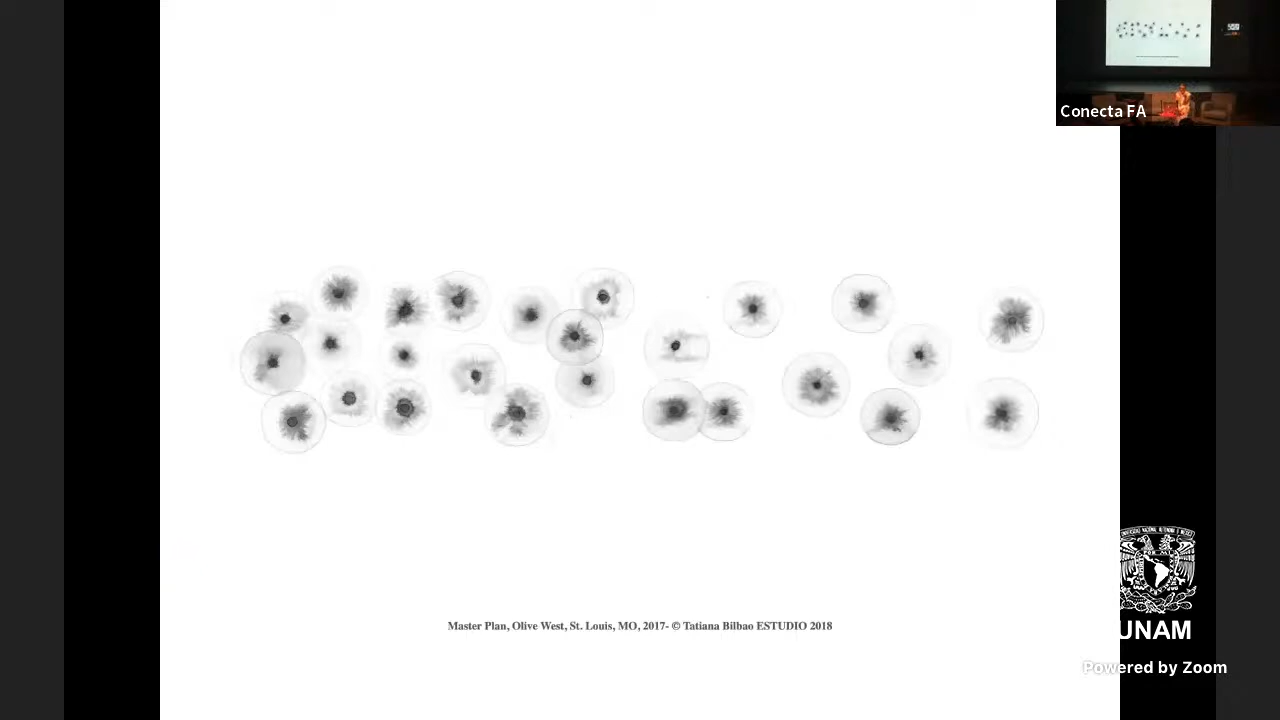 Conecta FA
Master Plan, Olive West, St. Louis, MO, 2017- © Tatiana Bilbao ESTUDIO 2018
UNAM
Powered by Zoom